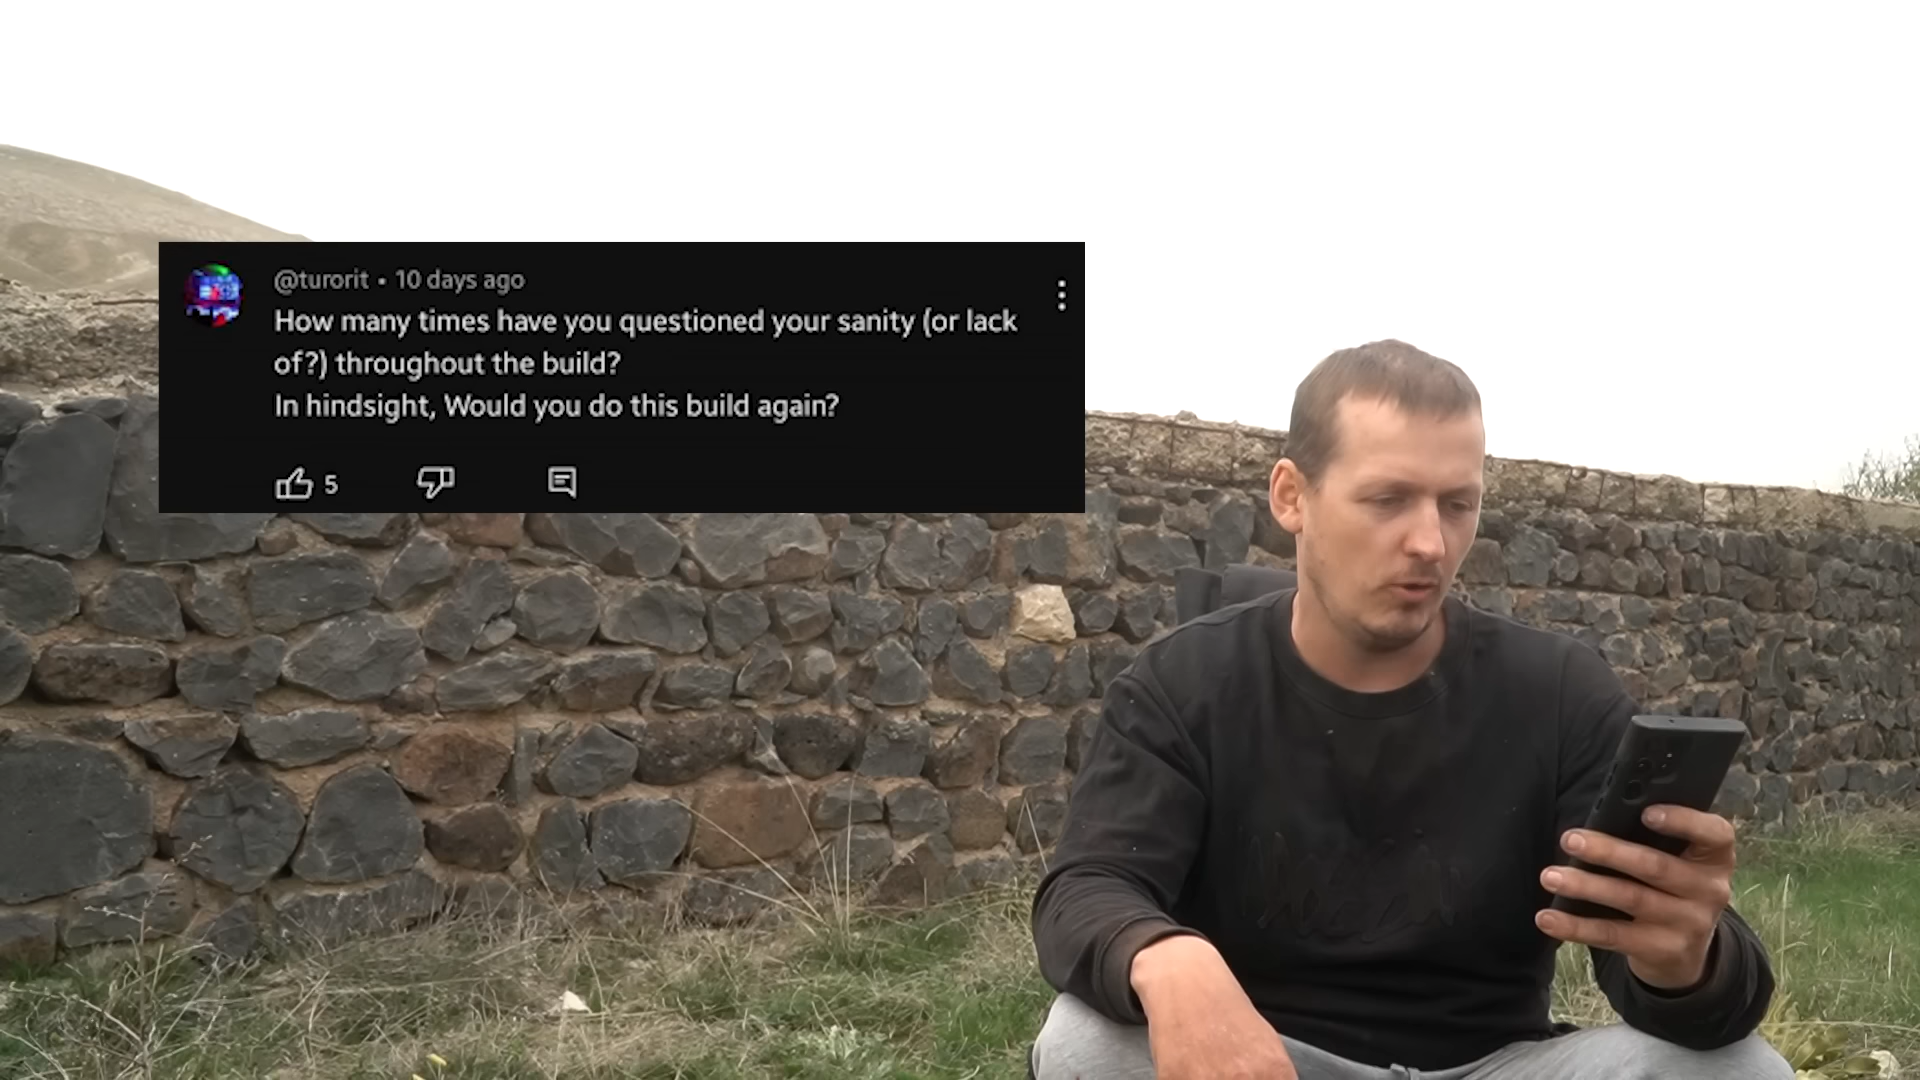 @turorit • 10 days ago
How many times have you questioned your sanity (or lack
of?) throughout the build?
In hindsight, Would you do this build again?
5